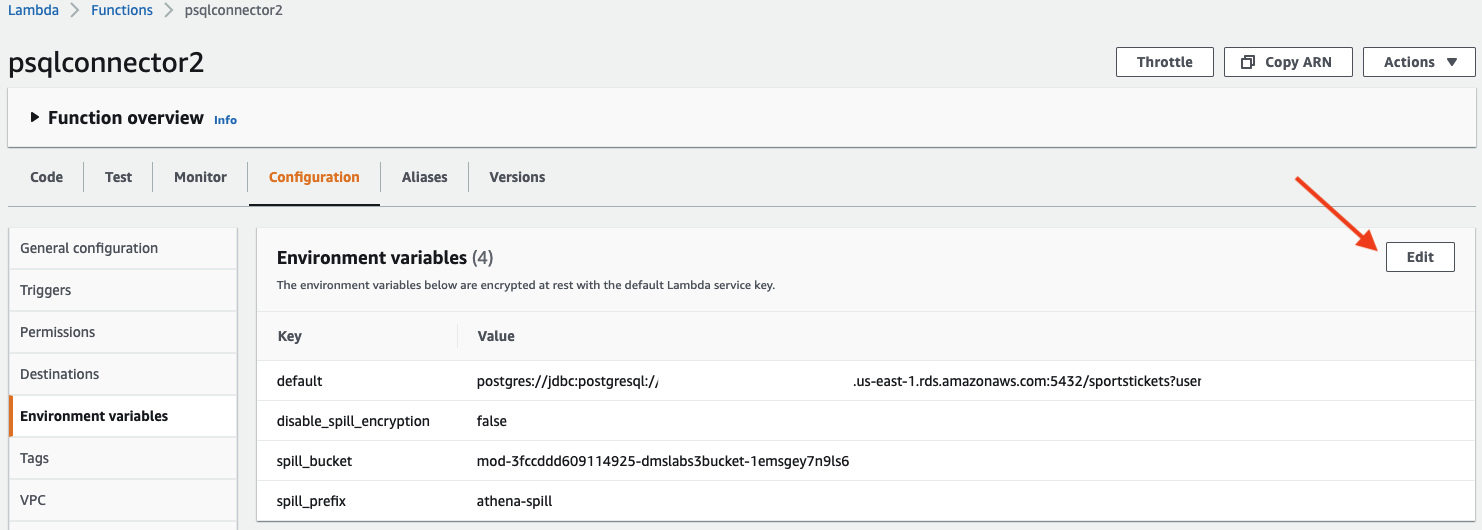 Lambda > Functions > psqlconnector2
psqlconnector2
Throttle Copy ARN Actions ▼
▶ Function overview Info
Code Test Monitor Configuration Aliases Versions
General configuration
Triggers
Permissions
Destinations
Environment variables
Tags
VPC
Environment variables (4)
Edit
The environment variables below are encrypted at rest with the default Lambda service key.
Key Value
default postgres://jdbc:postgresql:// .us-east-1.rds.amazonaws.com:5432/sportstickets?user
disable_spill_encryption false
spill_bucket mod-3fccddd609114925-dmslabs3bucket-1emsgey7n9ls6
spill_prefix athena-spill